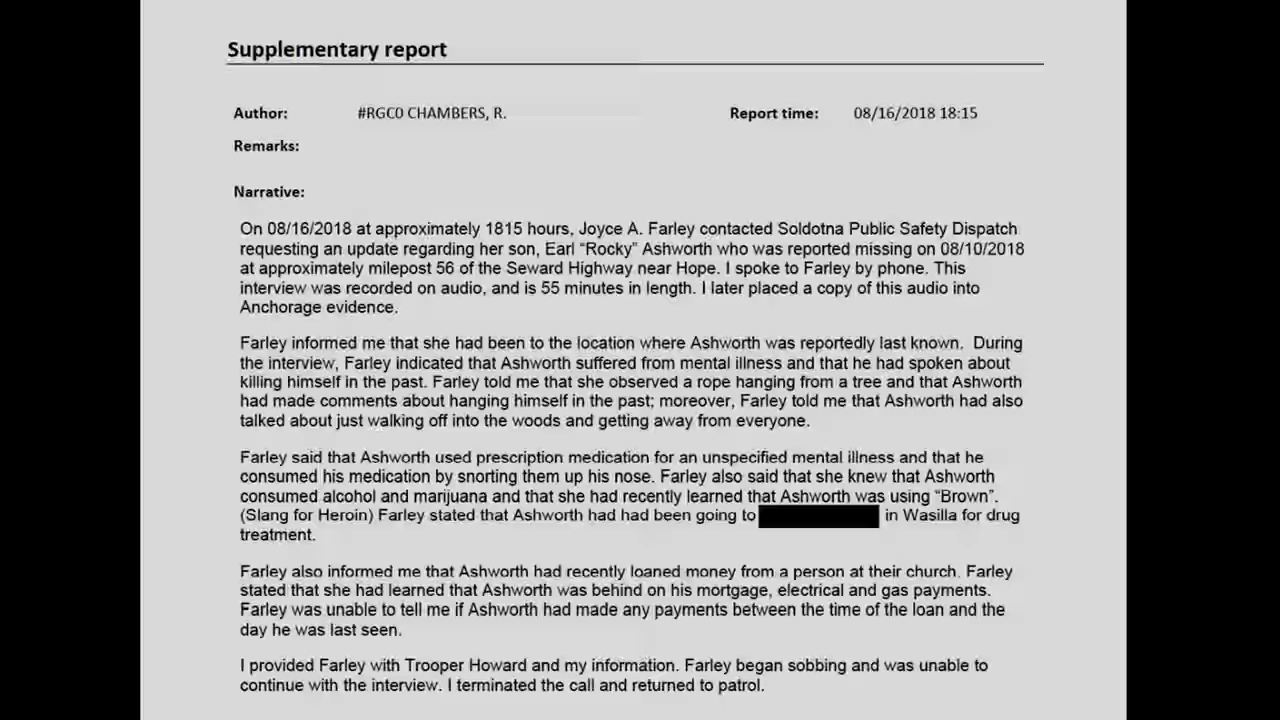 Supplementary report
Author: #RGC0 CHAMBERS, R. Report time: 08/16/2018 18:15
Remarks:
Narrative:
On 08/16/2018 at approximately 1815 hours, Joyce A. Farley contacted Soldotna Public Safety Dispatch
requesting an update regarding her son, Earl “Rocky” Ashworth who was reported missing on 08/10/2018
at approximately milepost 56 of the Seward Highway near Hope. I spoke to Farley by phone. This
interview was recorded on audio, and is 55 minutes in length. I later placed a copy of this audio into
Anchorage evidence.
Farley informed me that she had been to the location where Ashworth was reportedly last known. During
the interview, Farley indicated that Ashworth suffered from mental illness and that he had spoken about
killing himself in the past. Farley told me that she observed a rope hanging from a tree and that Ashworth
had made comments about hanging himself in the past; moreover, Farley told me that Ashworth had also
talked about just walking off into the woods and getting away from everyone.
Farley said that Ashworth used prescription medication for an unspecified mental illness and that he
consumed his medication by snorting them up his nose. Farley also said that she knew that Ashworth
consumed alcohol and marijuana and that she had recently learned that Ashworth was using “Brown”.
(Slang for Heroin) Farley stated that Ashworth had had been going to in Wasilla for drug
treatment.
Farley also informed me that Ashworth had recently loaned money from a person at their church. Farley
stated that she had learned that Ashworth was behind on his mortgage, electrical and gas payments.
Farley was unable to tell me if Ashworth had made any payments between the time of the loan and the
day he was last seen.
I provided Farley with Trooper Howard and my information. Farley began sobbing and was unable to
continue with the interview. I terminated the call and returned to patrol.